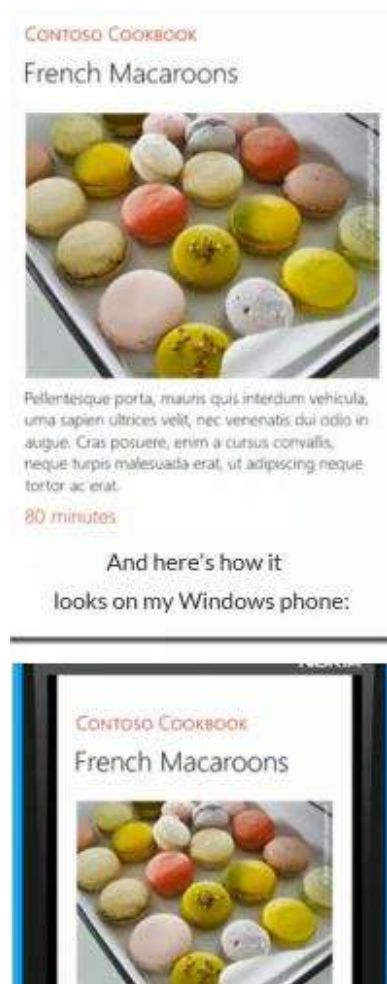 Contoso Cookbook
French Macaroons
Pellentesque porta, mauris quis interdum vehicula,
urna sapien ultrices velit, nec venenatis dui odio in
augue. Cras posuere, enim a cursus convallis,
neque turpis malesuada erat, ut adipiscing neque
tortor ac erat.
80 minutes
And here's how it
looks on my Windows phone:
NOKIA
Contoso Cookbook
French Macaroons